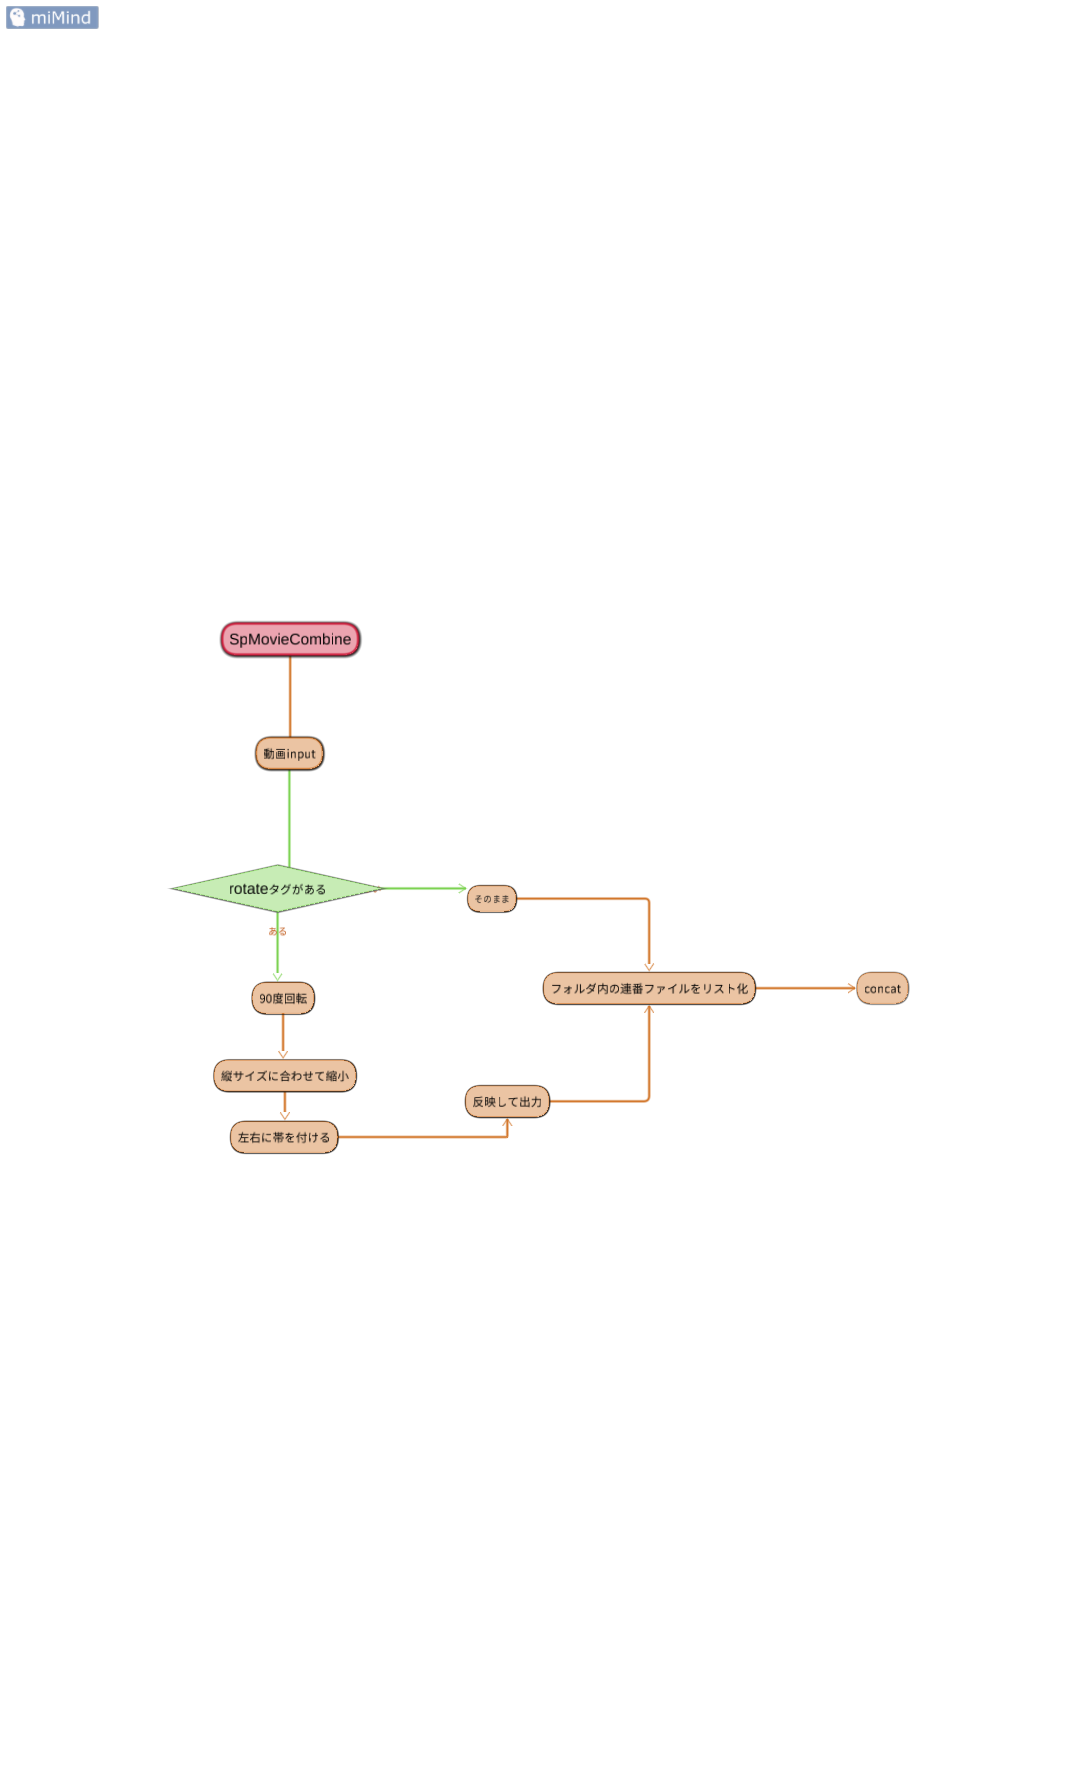 miMind
SpMovieCombine
動画input
rotateタグがある
そのまま
ある
90度回転
フォルダ内の連番ファイルをリスト化
concat
縦サイズに合わせて縮小
反映して出力
左右に帯を付ける